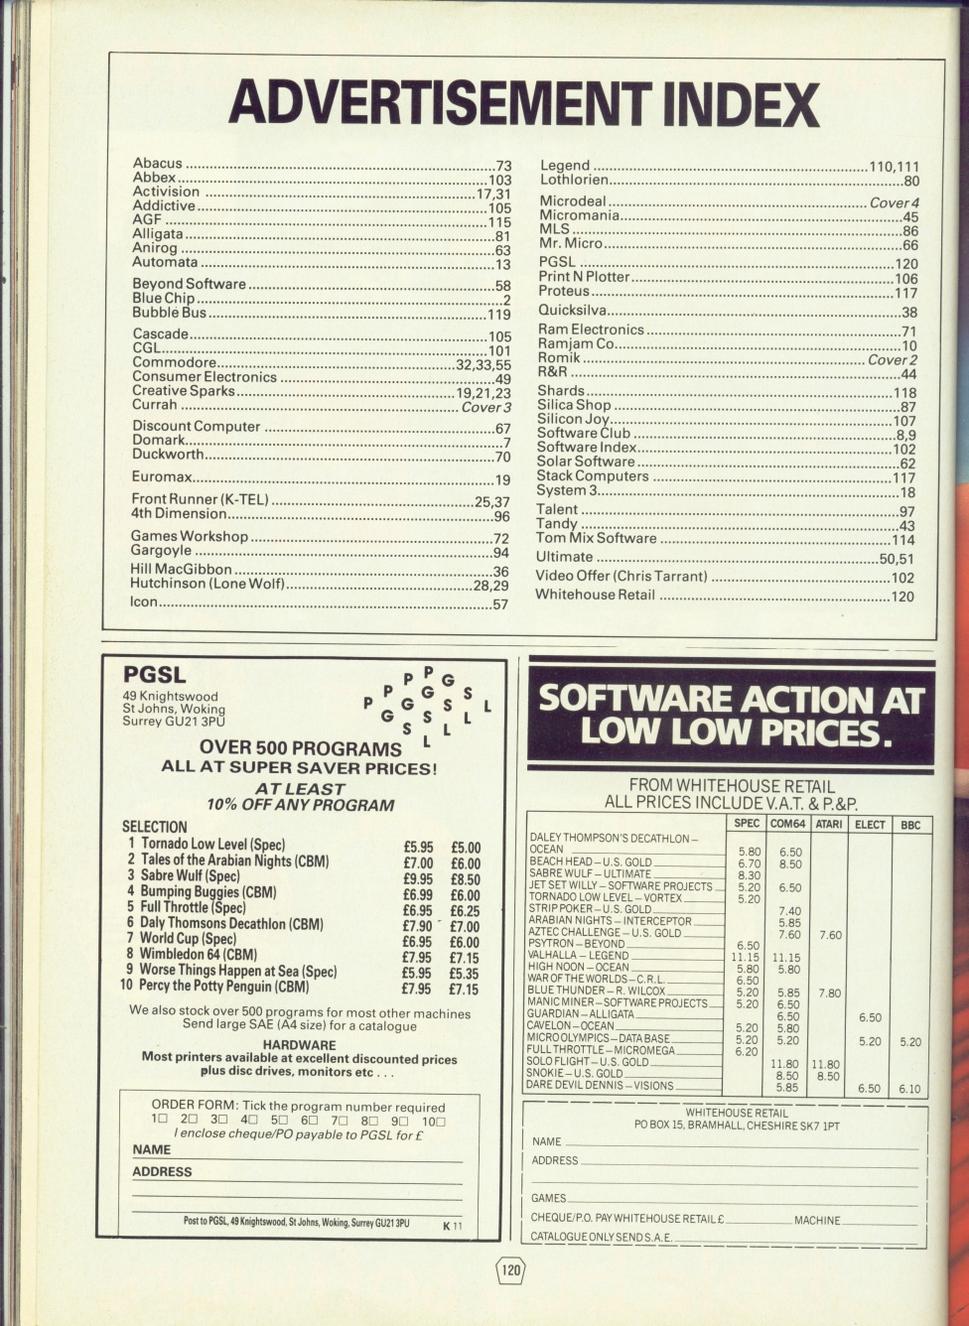 ADVERTISEMENT INDEX
Abacus ........ 73
Abbex ........ 103
Activision ........ 17,31
Addictive ........ 105
AGF ........ 115
Alligata ........ 81
Anirog ........ 63
Automata ........ 13
Beyond Software ........ 58
Blue Chip ........ 2
Bubble Bus ........ 119
Cascade ........ 105
CGL ........ 101
Commodore ........ 32,33,55
Consumer Electronics ........ 49
Creative Sparks ........ 19,21,23
Currah ........ Cover 3
Discount Computer ........ 67
Domark ........ 7
Duckworth ........ 70
Euromax ........ 19
Front Runner (K-TEL) ........ 25,37
4th Dimension ........ 96
Games Workshop ........ 72
Gargoyle ........ 94
Hill MacGibbon ........ 36
Hutchinson (Lone Wolf) ........ 28,29
Icon ........ 57
Legend ........ 110,111
Lothlorien ........ 80
Microdeal ........ Cover 4
Micromania ........ 45
MLS ........ 86
Mr. Micro ........ 66
PGSL ........ 120
Print N Plotter ........ 106
Proteus ........ 117
Quicksilva ........ 38
Ram Electronics ........ 71
Ramjam Co ........ 10
Romik ........ Cover 2
R&R ........ 44
Shards ........ 118
Silica Shop ........ 87
Silicon Joy ........ 107
Software Club ........ 8,9
Software Index ........ 102
Solar Software ........ 62
Stack Computers ........ 117
System 3 ........ 18
Talent ........ 97
Tandy ........ 43
Tom Mix Software ........ 114
Ultimate ........ 50,51
Video Offer (Chris Tarrant) ........ 102
Whitehouse Retail ........ 120
PGSL
49 Knightswood
St Johns, Woking
Surrey GU21 3PU
P P P P
G G G G
S S S S
L L L L
OVER 500 PROGRAMS
ALL AT SUPER SAVER PRICES!
AT LEAST
10% OFF ANY PROGRAM
SELECTION
1 Tornado Low Level (Spec) £5.95 £5.00
2 Tales of the Arabian Nights (CBM) £7.00 £6.00
3 Sabre Wulf (Spec) £9.95 £8.50
4 Bumping Buggies (CBM) £6.99 £6.00
5 Full Throttle (Spec) £6.95 £6.25
6 Daly Thomsons Decathlon (CBM) £7.90 £7.00
7 World Cup (Spec) £6.95 £6.00
8 Wimbledon 64 (CBM) £7.95 £7.15
9 Worse Things Happen at Sea (Spec) £5.95 £5.35
10 Percy the Potty Penguin (CBM) £7.95 £7.15
We also stock over 500 programs for most other machines
Send large SAE (A4 size) for a catalogue
HARDWARE
Most printers available at excellent discounted prices
plus disc drives, monitors etc . . .
ORDER FORM: Tick the program number required
1□ 2□ 3□ 4□ 5□ 6□ 7□ 8□ 9□ 10□
I enclose cheque/PO payable to PGSL for £
NAME
ADDRESS
Post to PGSL, 49 Knightswood, St Johns, Woking, Surrey GU21 3PU K 11
SOFTWARE ACTION AT
LOW LOW PRICES.
FROM WHITEHOUSE RETAIL
ALL PRICES INCLUDE V.A.T. & P.&P.
SPEC COM64 ATARI ELECT BBC
DALEY THOMPSON'S DECATHLON –
OCEAN 5.80 6.50
BEACH HEAD – U.S. GOLD 6.70 8.50
SABRE WULF – ULTIMATE 8.30
JET SET WILLY – SOFTWARE PROJECTS 5.20 6.50
TORNADO LOW LEVEL – VORTEX 5.20
STRIP POKER – U.S. GOLD 7.40
ARABIAN NIGHTS – INTERCEPTOR 5.85
AZTEC CHALLENGE – U.S. GOLD 7.60 7.60
PSYTRON – BEYOND 6.50
VALHALLA – LEGEND 11.15 11.15
HIGH NOON – OCEAN 5.80 5.80
WAR OF THE WORLDS – C.R.L. 6.50
BLUE THUNDER – R. WILCOX 5.20 5.85 7.80
MANIC MINER – SOFTWARE PROJECTS 5.20 6.50
GUARDIAN – ALLIGATA 6.50 6.50
CAVELON – OCEAN 5.20 5.80
MICRO OLYMPICS – DATABASE 5.20 5.20 5.20 5.20
FULL THROTTLE – MICROMEGA 6.20
SOLO FLIGHT – U.S. GOLD 11.80 11.80
SNOKIE – U.S. GOLD 8.50 8.50
DARE DEVIL DENNIS – VISIONS 5.85 6.50 6.10
WHITEHOUSE RETAIL
PO BOX 15, BRAMHALL, CHESHIRE SK7 1PT
NAME
ADDRESS
GAMES
CHEQUE/P.O. PAY WHITEHOUSE RETAIL £ MACHINE
CATALOGUE ONLY SEND S.A.E.
120